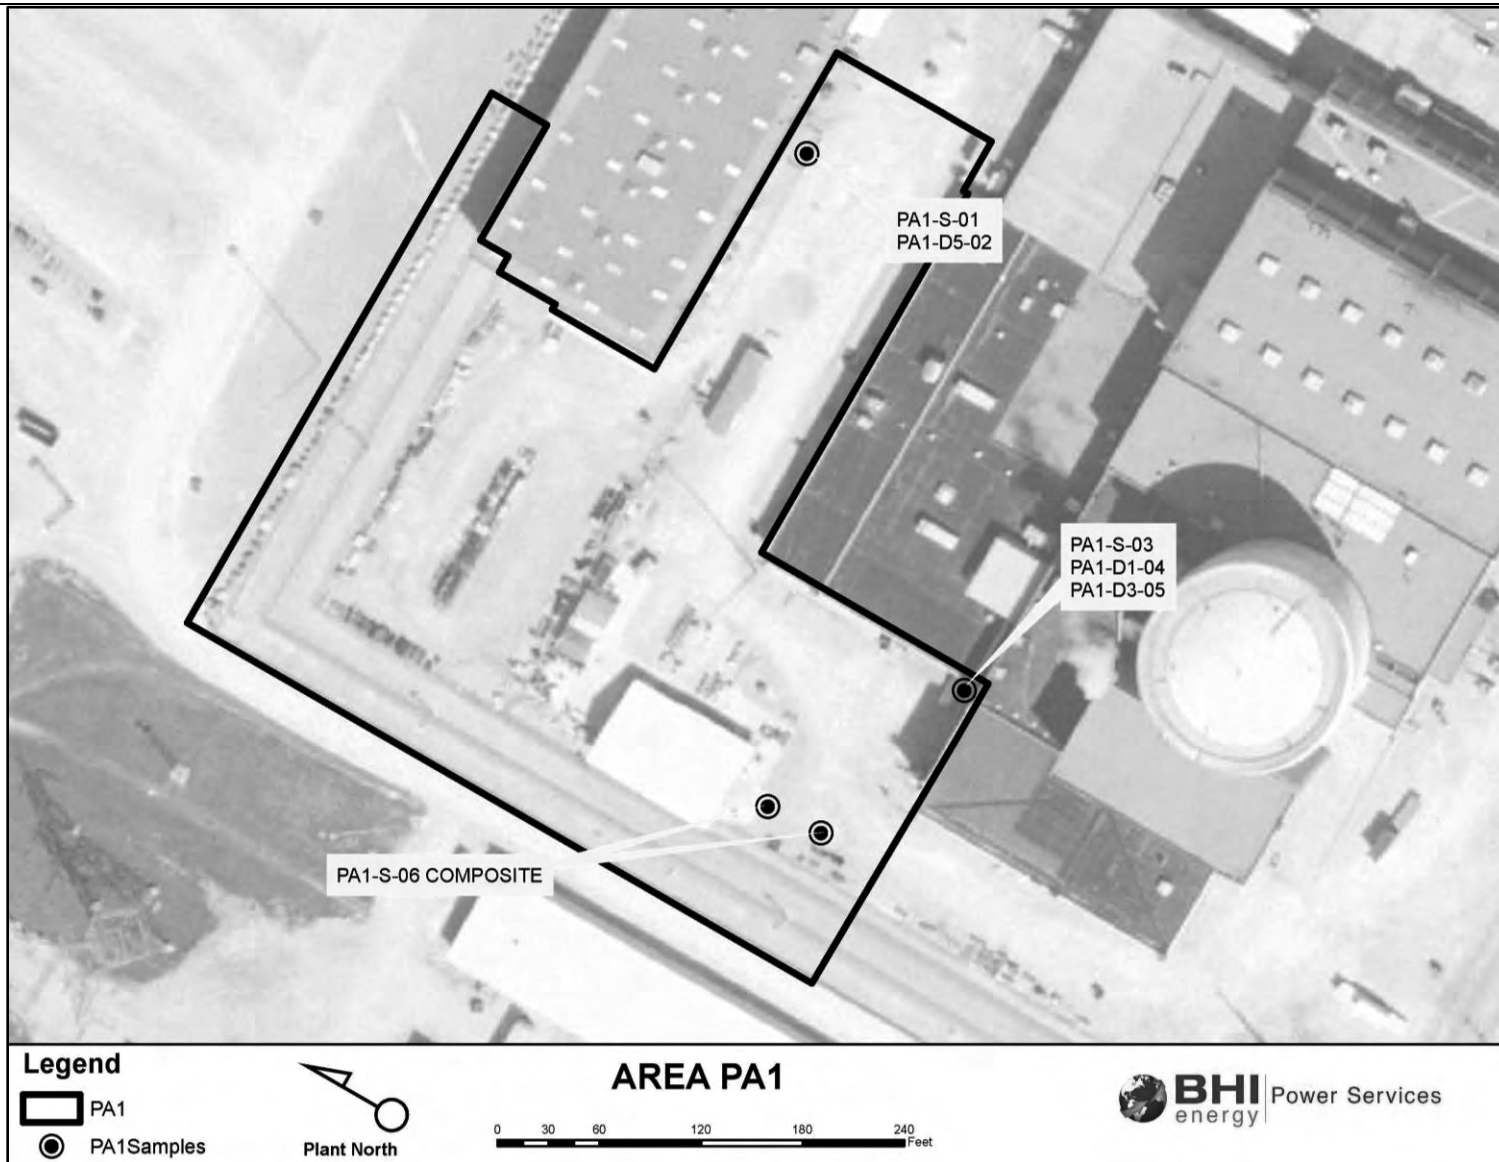 PA1-S-01
PA1-D5-02
PA1-S-03
PA1-D1-04
PA1-D3-05
PA1-S-06 COMPOSITE
Legend
PA1
PA1Samples
Plant North
AREA PA1
0 30 60 120 180 240
Feet
BHI
energy
Power Services